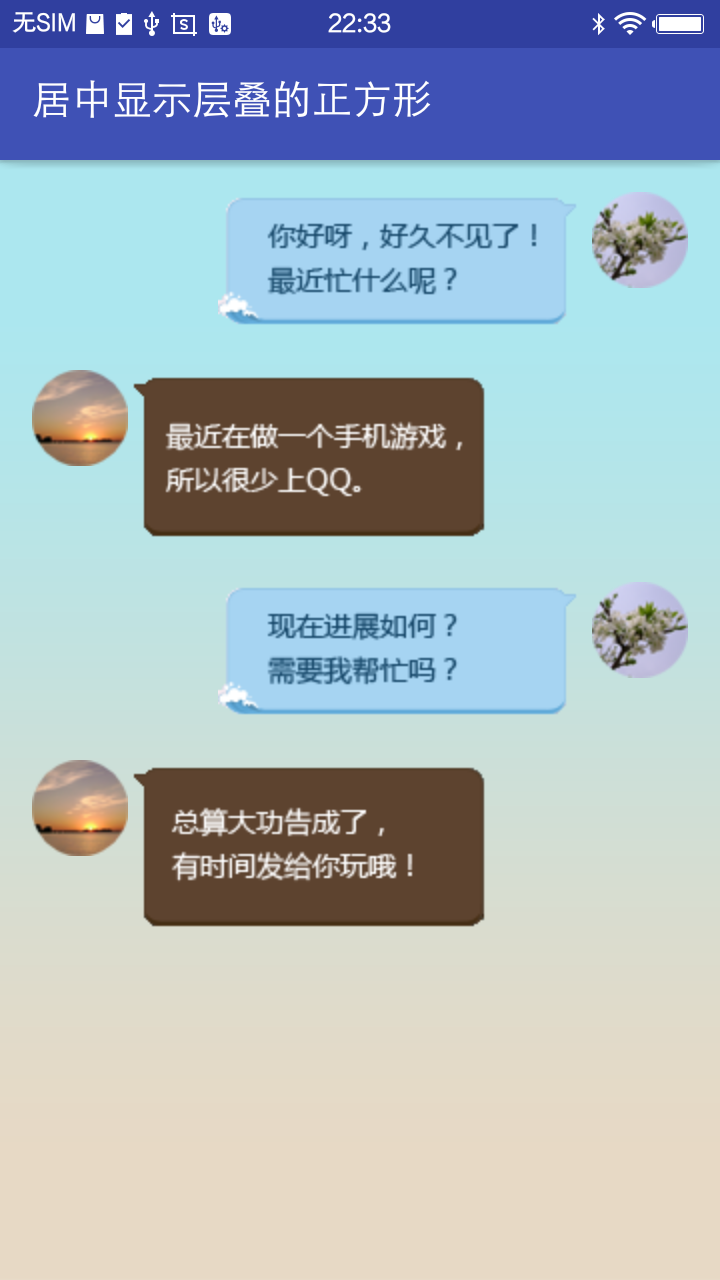 无SIM
22:33
居中显示层叠的正方形
你好呀，好久不见了！
最近忙什么呢？
最近在做一个手机游戏，
所以很少上QQ。
现在进展如何？
需要我帮忙吗？
总算大功告成了，
有时间发给你玩哦！